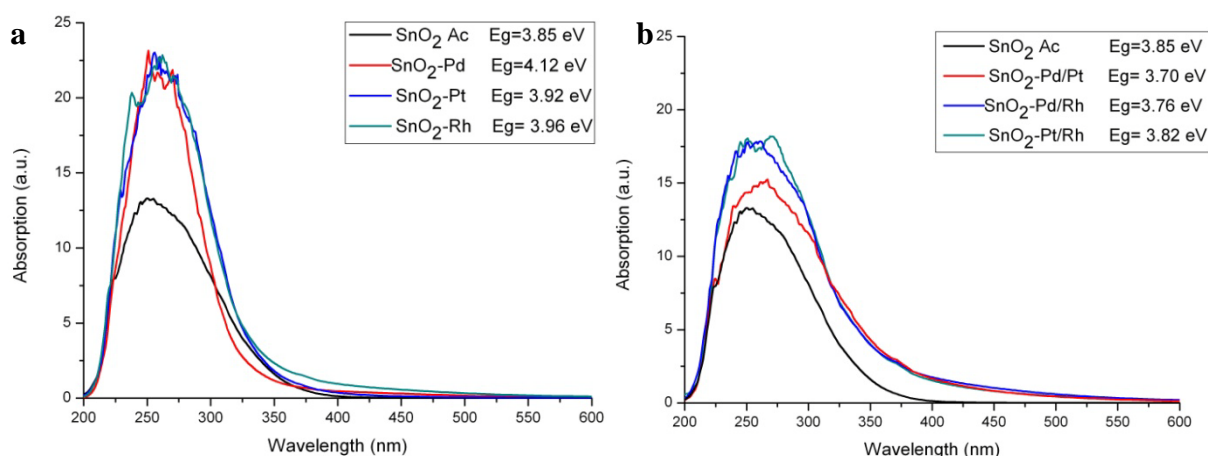 a
25
20
15
10
5
0
Absorption (a.u.)
200 250 300 350 400 450 500 550 600
Wavelength (nm)
SnO2 Ac Eg=3.85 eV
SnO2-Pd Eg=4.12 eV
SnO2-Pt Eg= 3.92 eV
SnO2-Rh Eg= 3.96 eV
b
25
20
15
10
5
0
Absorption (a.u.)
200 250 300 350 400 450 500 550 600
Wavelength (nm)
SnO2 Ac Eg=3.85 eV
SnO2-Pd/Pt Eg= 3.70 eV
SnO2-Pd/Rh Eg=3.76 eV
SnO2-Pt/Rh Eg= 3.82 eV